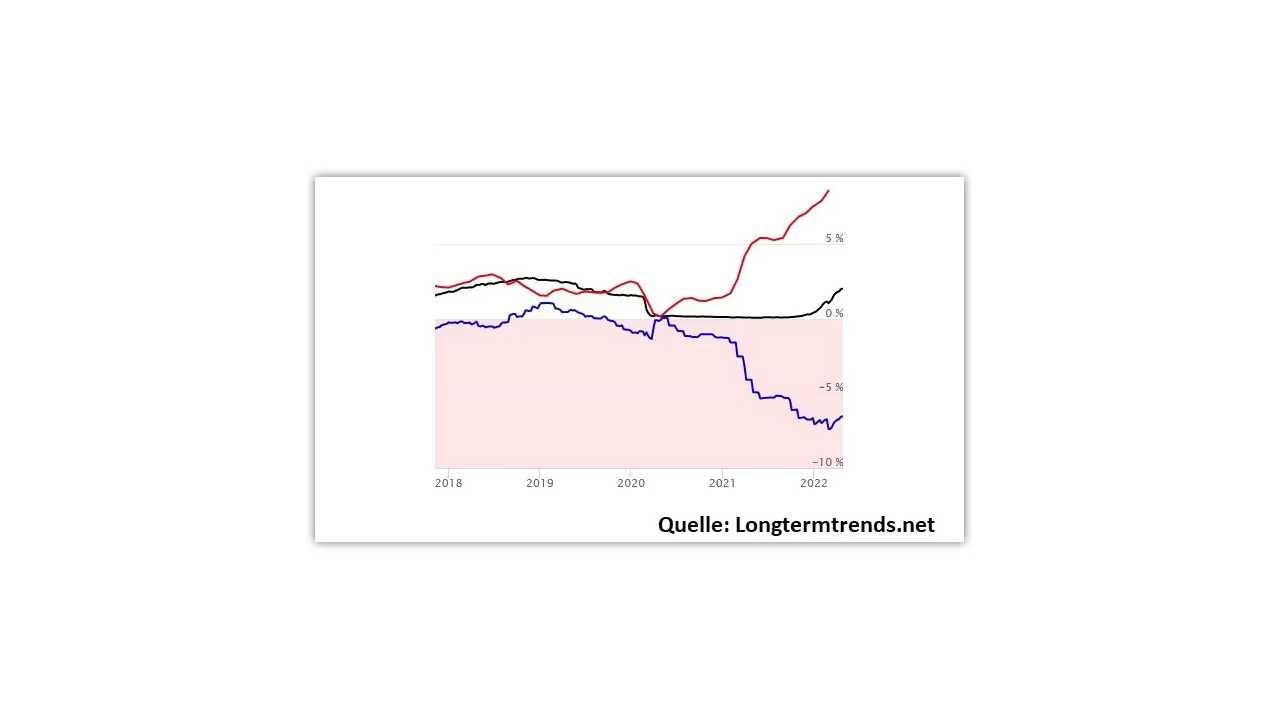 5 %
0 %
−5 %
−10 %
2018 2019 2020 2021 2022
Quelle: Longtermtrends.net